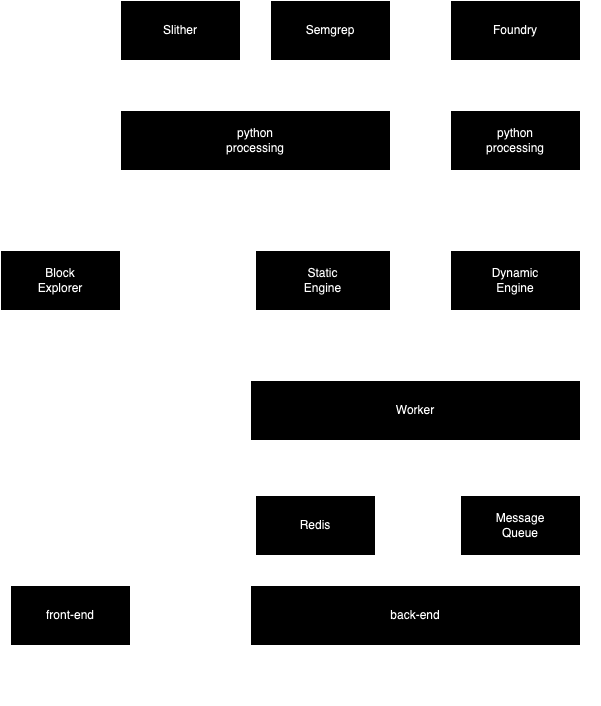 Slither
Semgrep
Foundry
python
processing
python
processing
Block
Explorer
Static
Engine
Dynamic
Engine
Worker
Redis
Message
Queue
front-end
back-end